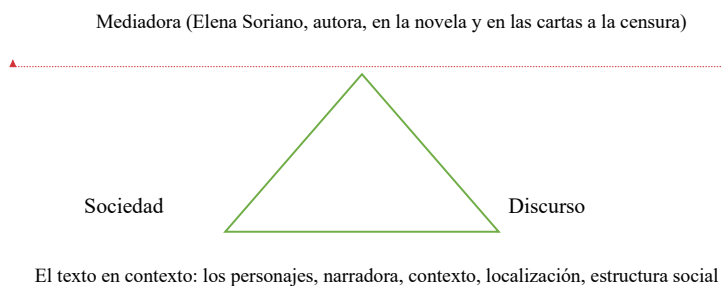 Mediadora (Elena Soriano, autora, en la novela y en las cartas a la censura)
Sociedad
Discurso
El texto en contexto: los personajes, narradora, contexto, localización, estructura social